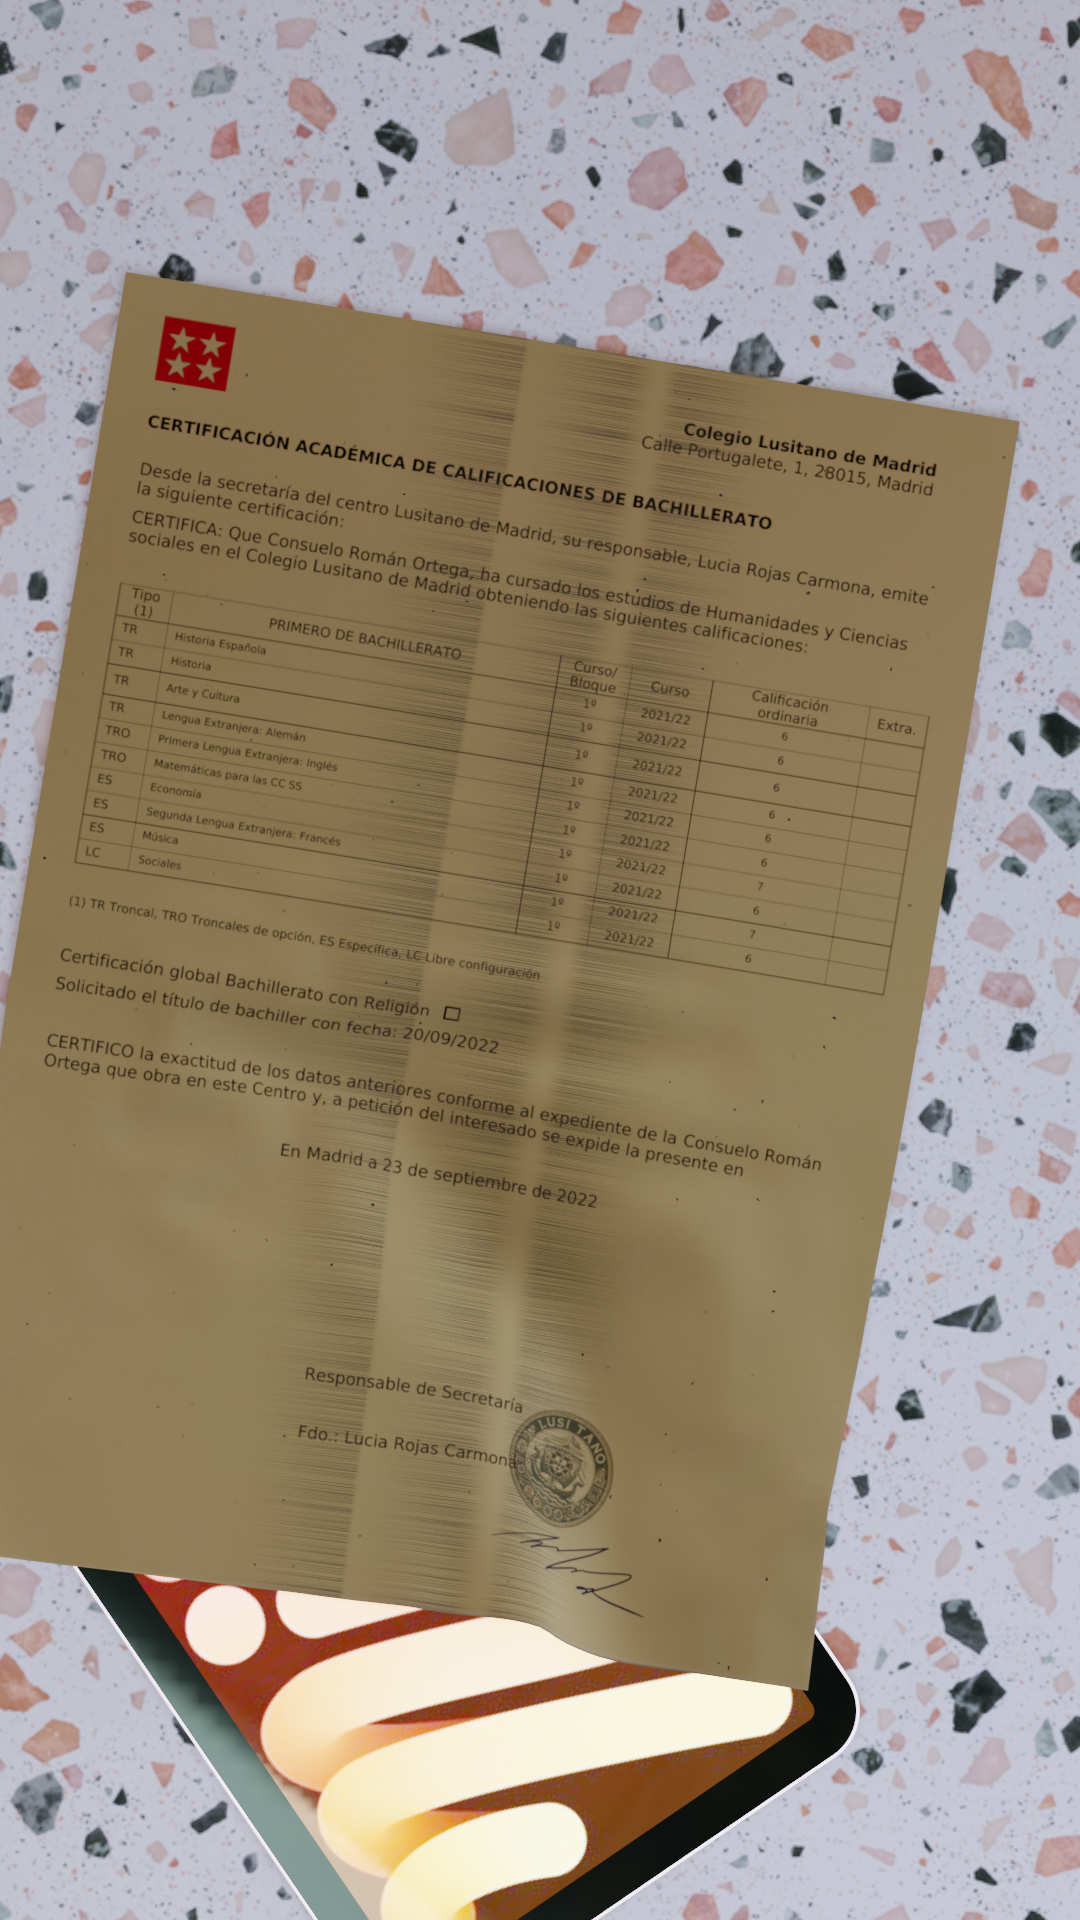 Colegio Lusitano de Madrid
Calle Portugalete, 1, 28015, Madrid
CERTIFICACIÓN ACADÉMICA DE CALIFICACIONES DE BACHILLERATO
Desde la secretaría del centro Lusitano de Madrid, su responsable, Lucia Rojas Carmona, emite
la siguiente certificación:
CERTIFICA: Que Consuelo Román Ortega, ha cursado los estudios de Humanidades y Ciencias
sociales en el Colegio Lusitano de Madrid obteniendo las siguientes calificaciones:
Tipo (1) PRIMERO DE BACHILLERATO Curso/ Bloque Curso Calificación ordinaria Extra.
TR Historia Española 1º 2021/22 6
TR Historia 1º 2021/22 6
TR Arte y Cultura 1º 2021/22 6
TR Lengua Extranjera: Alemán 1º 2021/22 6
TRO Primera Lengua Extranjera: Inglés 1º 2021/22 6
TRO Matemáticas para las CC SS 1º 2021/22 6
ES Economía 1º 2021/22 7
ES Segunda Lengua Extranjera: Francés 1º 2021/22 6
ES Música 1º 2021/22 7
LC Sociales 1º 2021/22 6
(1) TR Troncal, TRO Troncales de opción, ES Específica, LC Libre configuración
Certificación global Bachillerato con Religión
Solicitado el título de bachiller con fecha: 20/09/2022
CERTIFICO la exactitud de los datos anteriores conforme al expediente de la Consuelo Román
Ortega que obra en este Centro y, a petición del interesado se expide la presente en
En Madrid a 23 de septiembre de 2022
Responsable de Secretaría
Fdo.: Lucia Rojas Carmona
LUSITANO